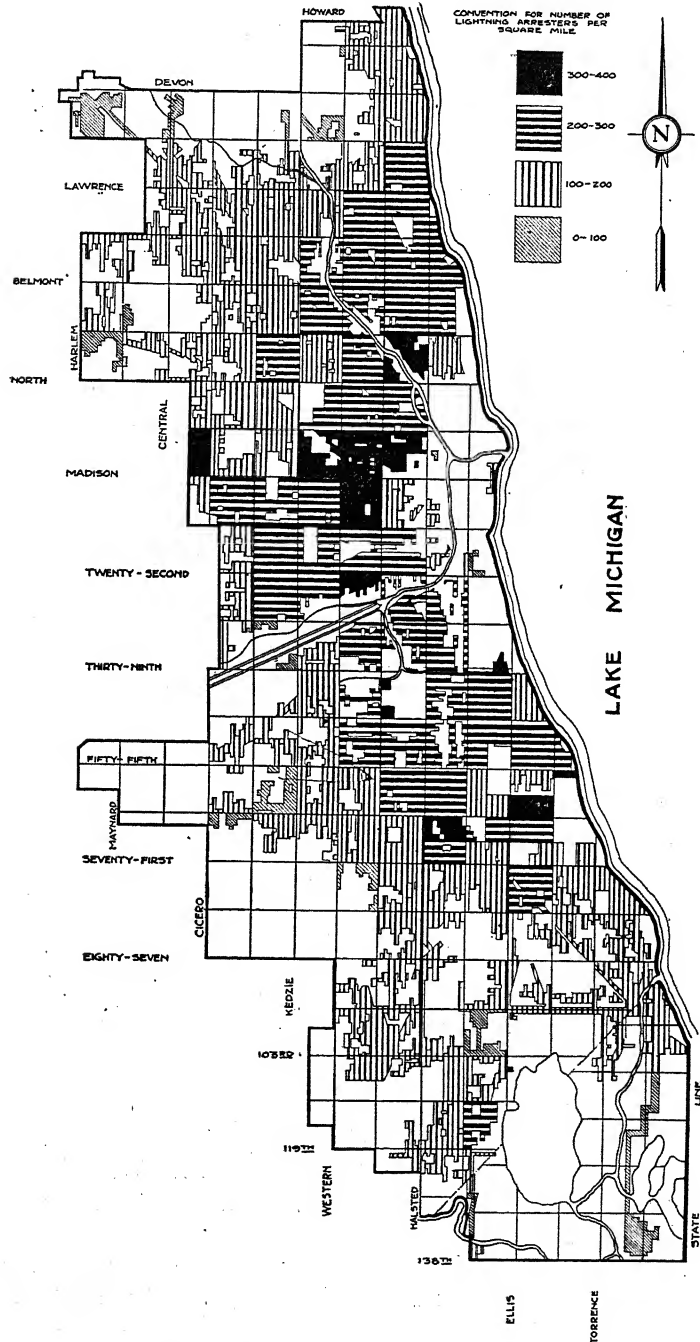 HOWARD
CONVENTION FOR NUMBER OF
LIGHTNING ARRESTERS PER
SQUARE MILE
300-400
200-300
100-200
0-100
N
DEVON
LAWRENCE
BELMONT
HARLEM
NORTH
CENTRAL
MADISON
TWENTY-SECOND
THIRTY-NINTH
LAKE MICHIGAN
FIFTY-FIFTH
MAYNARD
SEVENTY-FIRST
CICERO
EIGHTY-SEVEN
KEDZIE
103RD
119TH
WESTERN
HALSTED
138TH
ELLIS
TORRENCE
STATE LINE